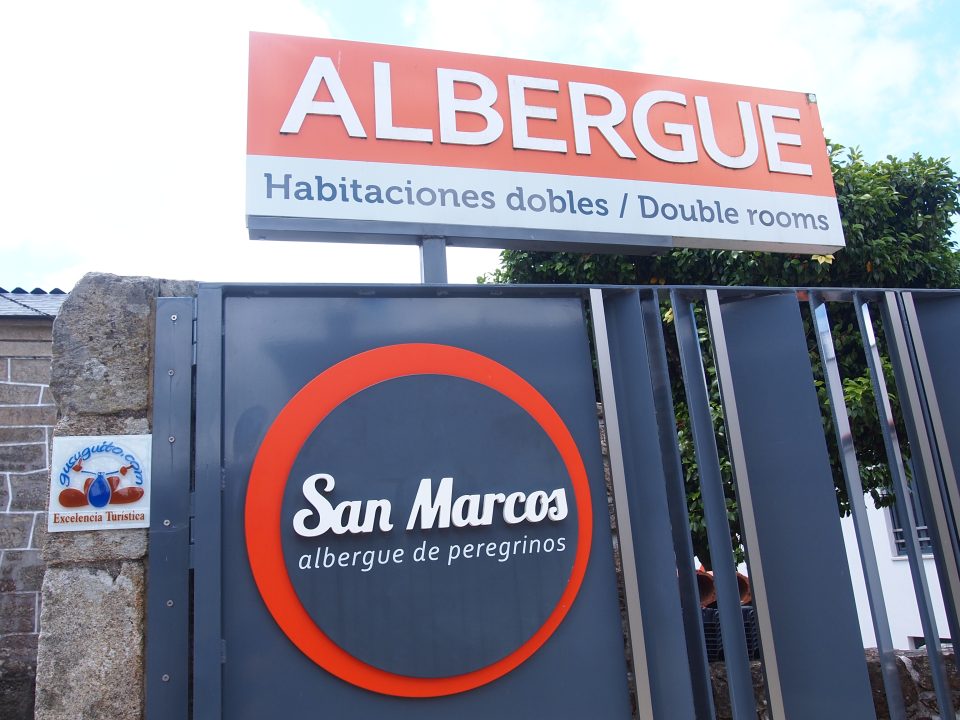 ALBERGUE
Habitaciones dobles / Double rooms
San Marcos
albergue de peregrinos
gucuguito.com
Excelencia Turística